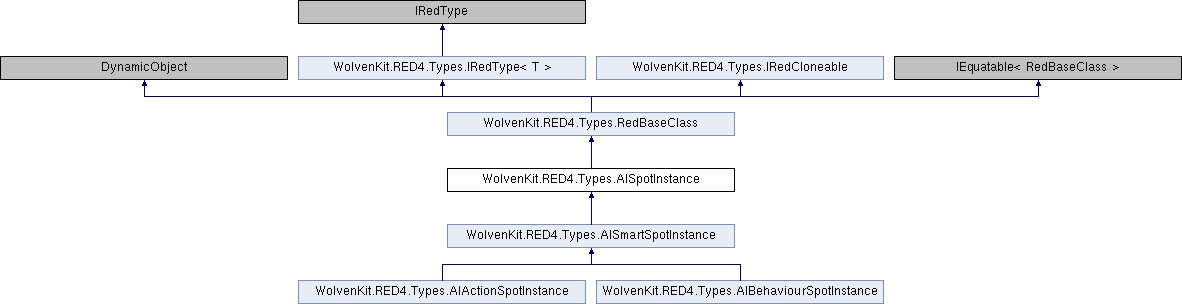 IRedType
DynamicObject
WolvenKit.RED4.Types.IRedType< T >
WolvenKit.RED4.Types.IRedCloneable
IEquatable< RedBaseClass >
WolvenKit.RED4.Types.RedBaseClass
WolvenKit.RED4.Types.AISpotInstance
WolvenKit.RED4.Types.AISmartSpotInstance
WolvenKit.RED4.Types.AIActionSpotInstance
WolvenKit.RED4.Types.AIBehaviourSpotInstance